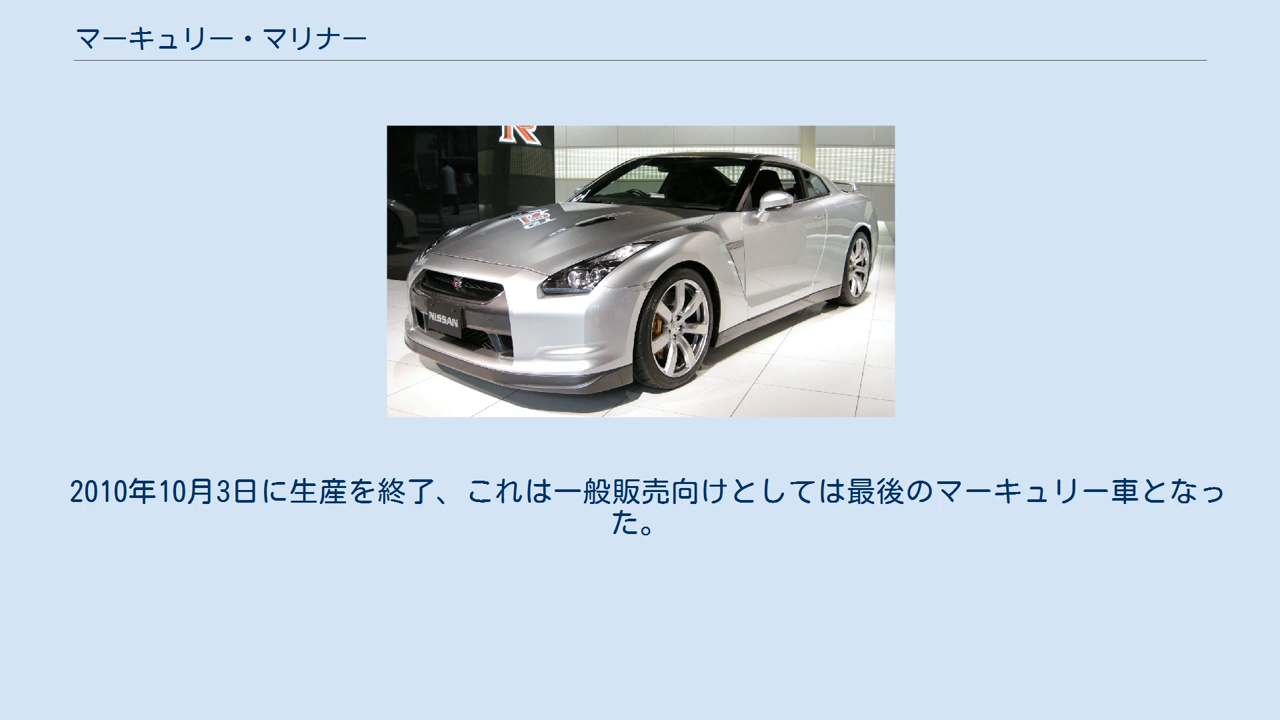 マーキュリー・マリナー
R
NISSAN
2010年10月3日に生産を終了、これは一般販売向けとしては最後のマーキュリー車となっ
た。